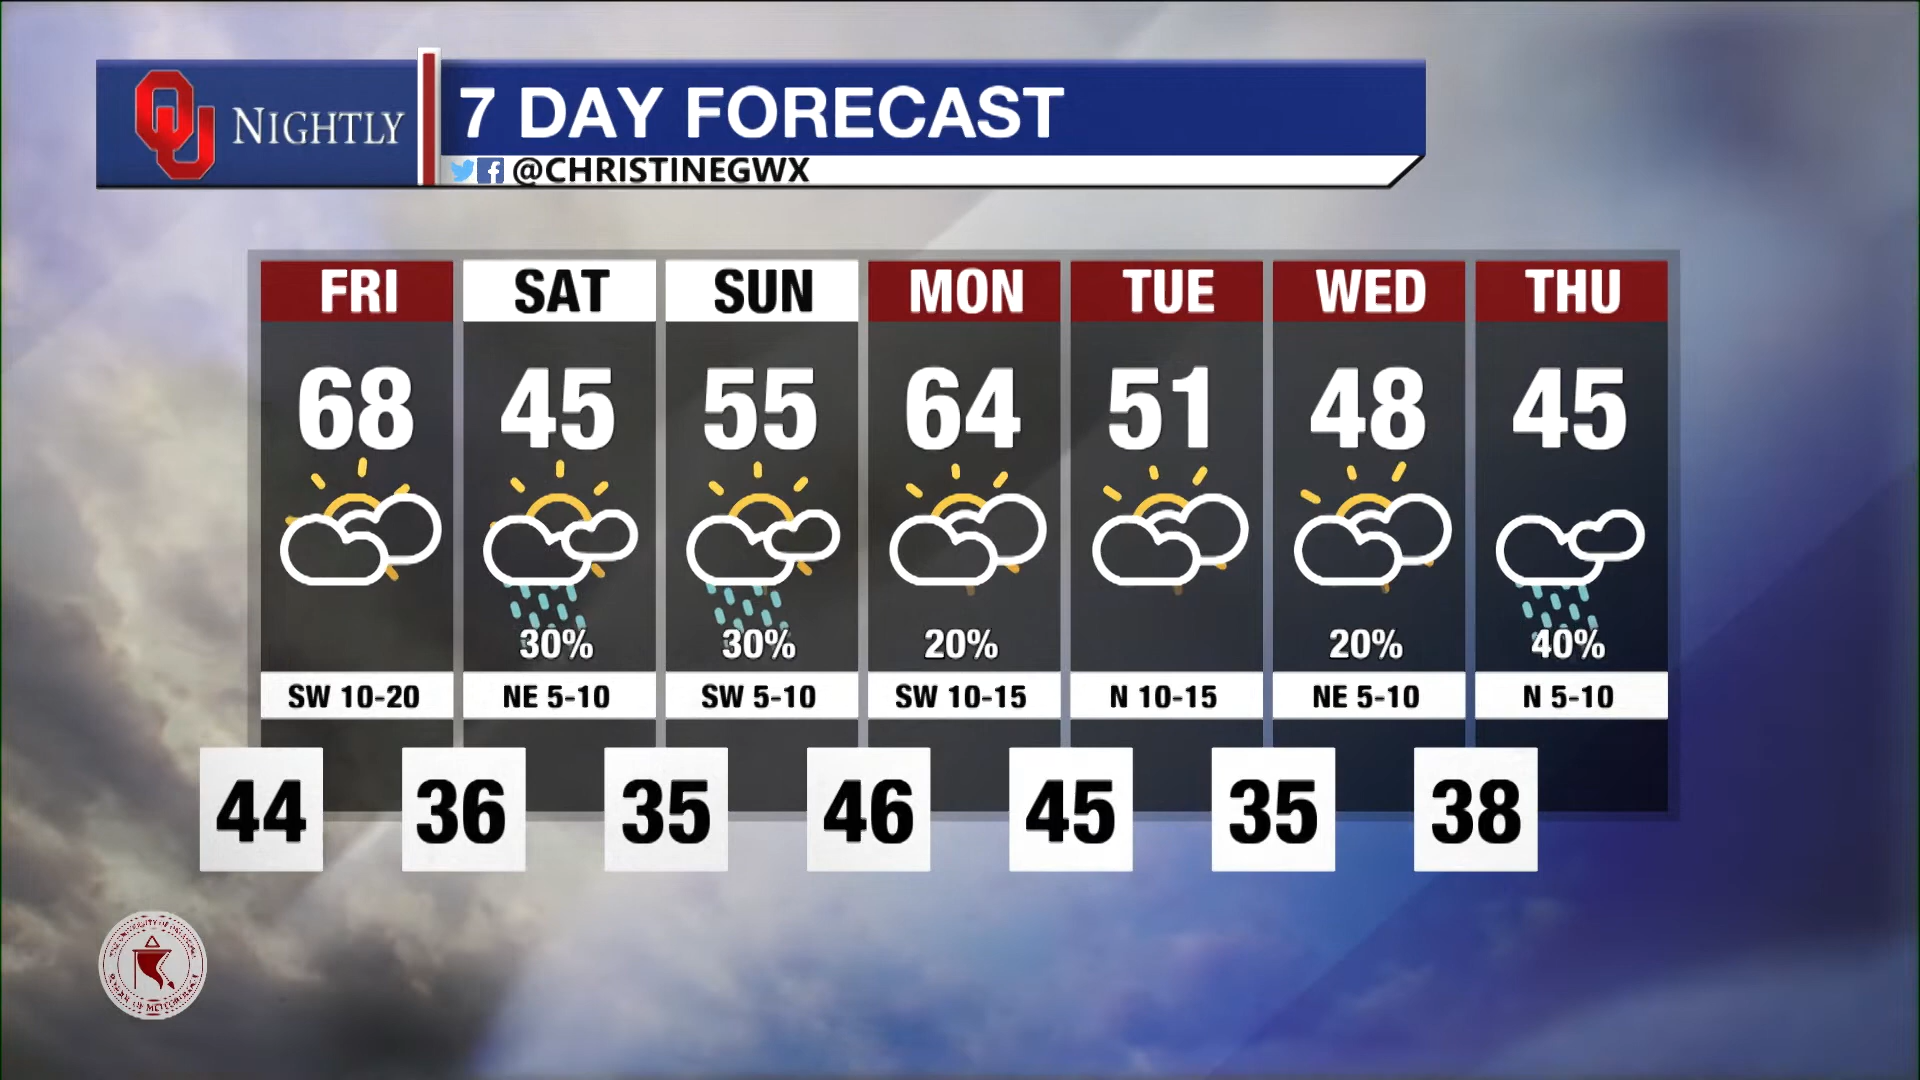 OU NIGHTLY
7 DAY FORECAST
@CHRISTINEGWX
FRI SAT SUN MON TUE WED THU
68 45 55 64 51 48 45
30% 30% 20% 20% 40%
SW 10-20 NE 5-10 SW 5-10 SW 10-15 N 10-15 NE 5-10 N 5-10
44 36 35 46 45 35 38